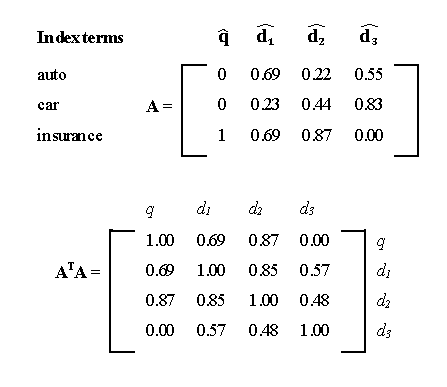 Index terms q̂ d̂₁ d̂₂ d̂₃
auto 0 0.69 0.22 0.55
car A = 0 0.23 0.44 0.83
insurance 1 0.69 0.87 0.00
q d₁ d₂ d₃
1.00 0.69 0.87 0.00 q
AᵀA = 0.69 1.00 0.85 0.57 d₁
0.87 0.85 1.00 0.48 d₂
0.00 0.57 0.48 1.00 d₃